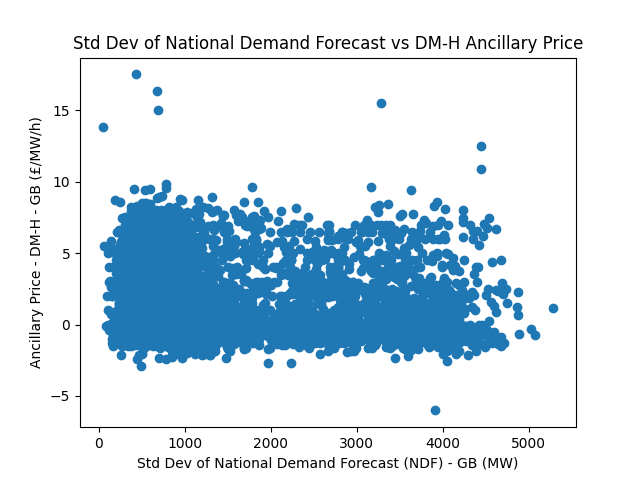 Std Dev of National Demand Forecast vs DM-H Ancillary Price
Ancillary Price - DM-H - GB (£/MW/h)
15
10
5
0
−5
0 1000 2000 3000 4000 5000
Std Dev of National Demand Forecast (NDF) - GB (MW)